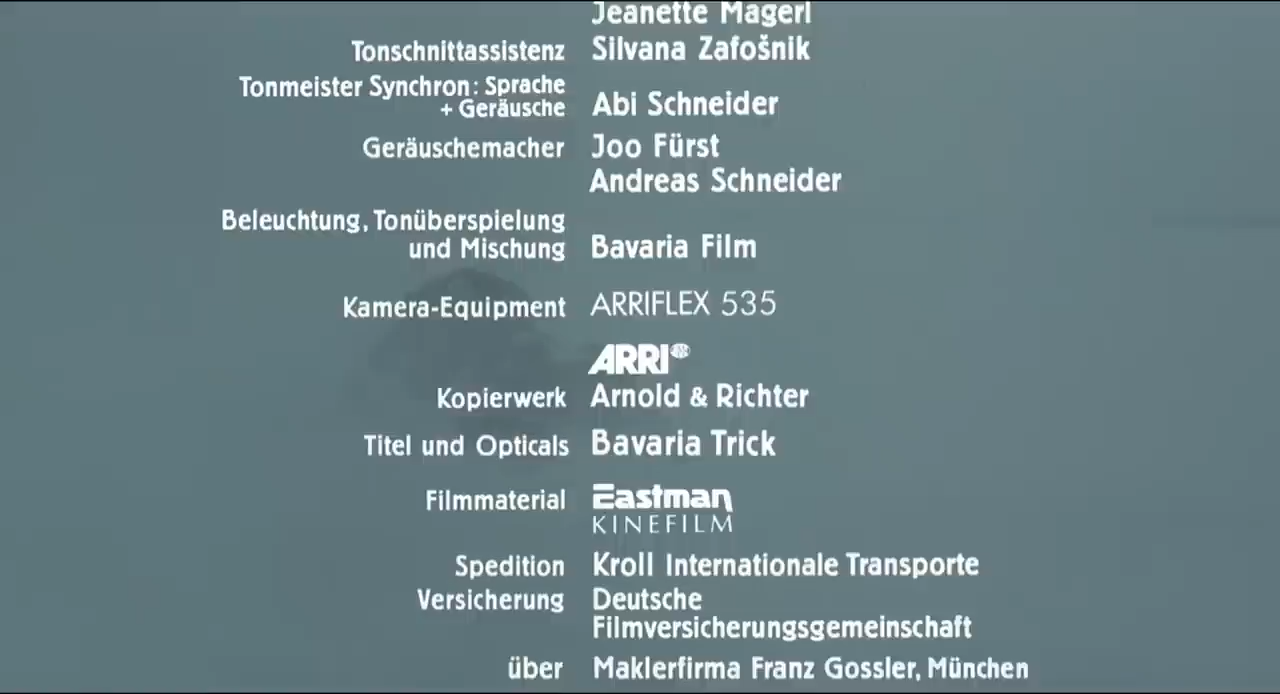 Jeanette Magerl
Tonschnittassistenz Silvana Zafošnik
Tonmeister Synchron: Sprache
+ Geräusche Abi Schneider
Geräuschemacher Joo Fürst
Andreas Schneider
Beleuchtung, Tonüberspielung
und Mischung Bavaria Film
Kamera-Equipment ARRIFLEX 535
ARRI
Kopierwerk Arnold & Richter
Titel und Opticals Bavaria Trick
Filmmaterial Eastman
KINEFILM
Spedition Kroll Internationale Transporte
Versicherung Deutsche
Filmversicherungsgemeinschaft
über Maklerfirma Franz Gossler, München